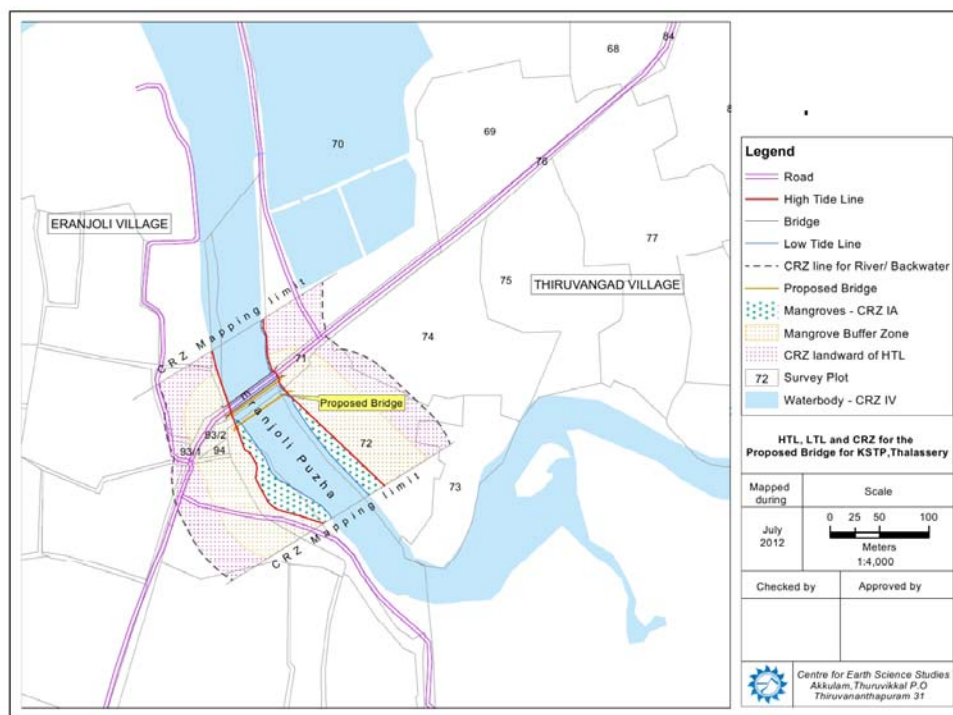 84
68
69
70
76
77
75
74
ERANJOLI VILLAGE
THIRUVANGAD VILLAGE
CRZ Mapping limit
71
Proposed Bridge
Eranjoli Puzha
93/2
93/1
94
72
73
CRZ Mapping limit
Legend
Road
High Tide Line
Bridge
Low Tide Line
CRZ line for River/ Backwater
Proposed Bridge
Mangroves - CRZ IA
Mangrove Buffer Zone
CRZ landward of HTL
72 Survey Plot
Waterbody - CRZ IV
HTL, LTL and CRZ for the
Proposed Bridge for KSTP,Thalassery
Mapped
during
Scale
July
2012
0 25 50 100
Meters
1:4,000
Checked by
Approved by
Centre for Earth Science Studies
Akkulam,Thuruvikkal P.O
Thiruvananthapuram 31